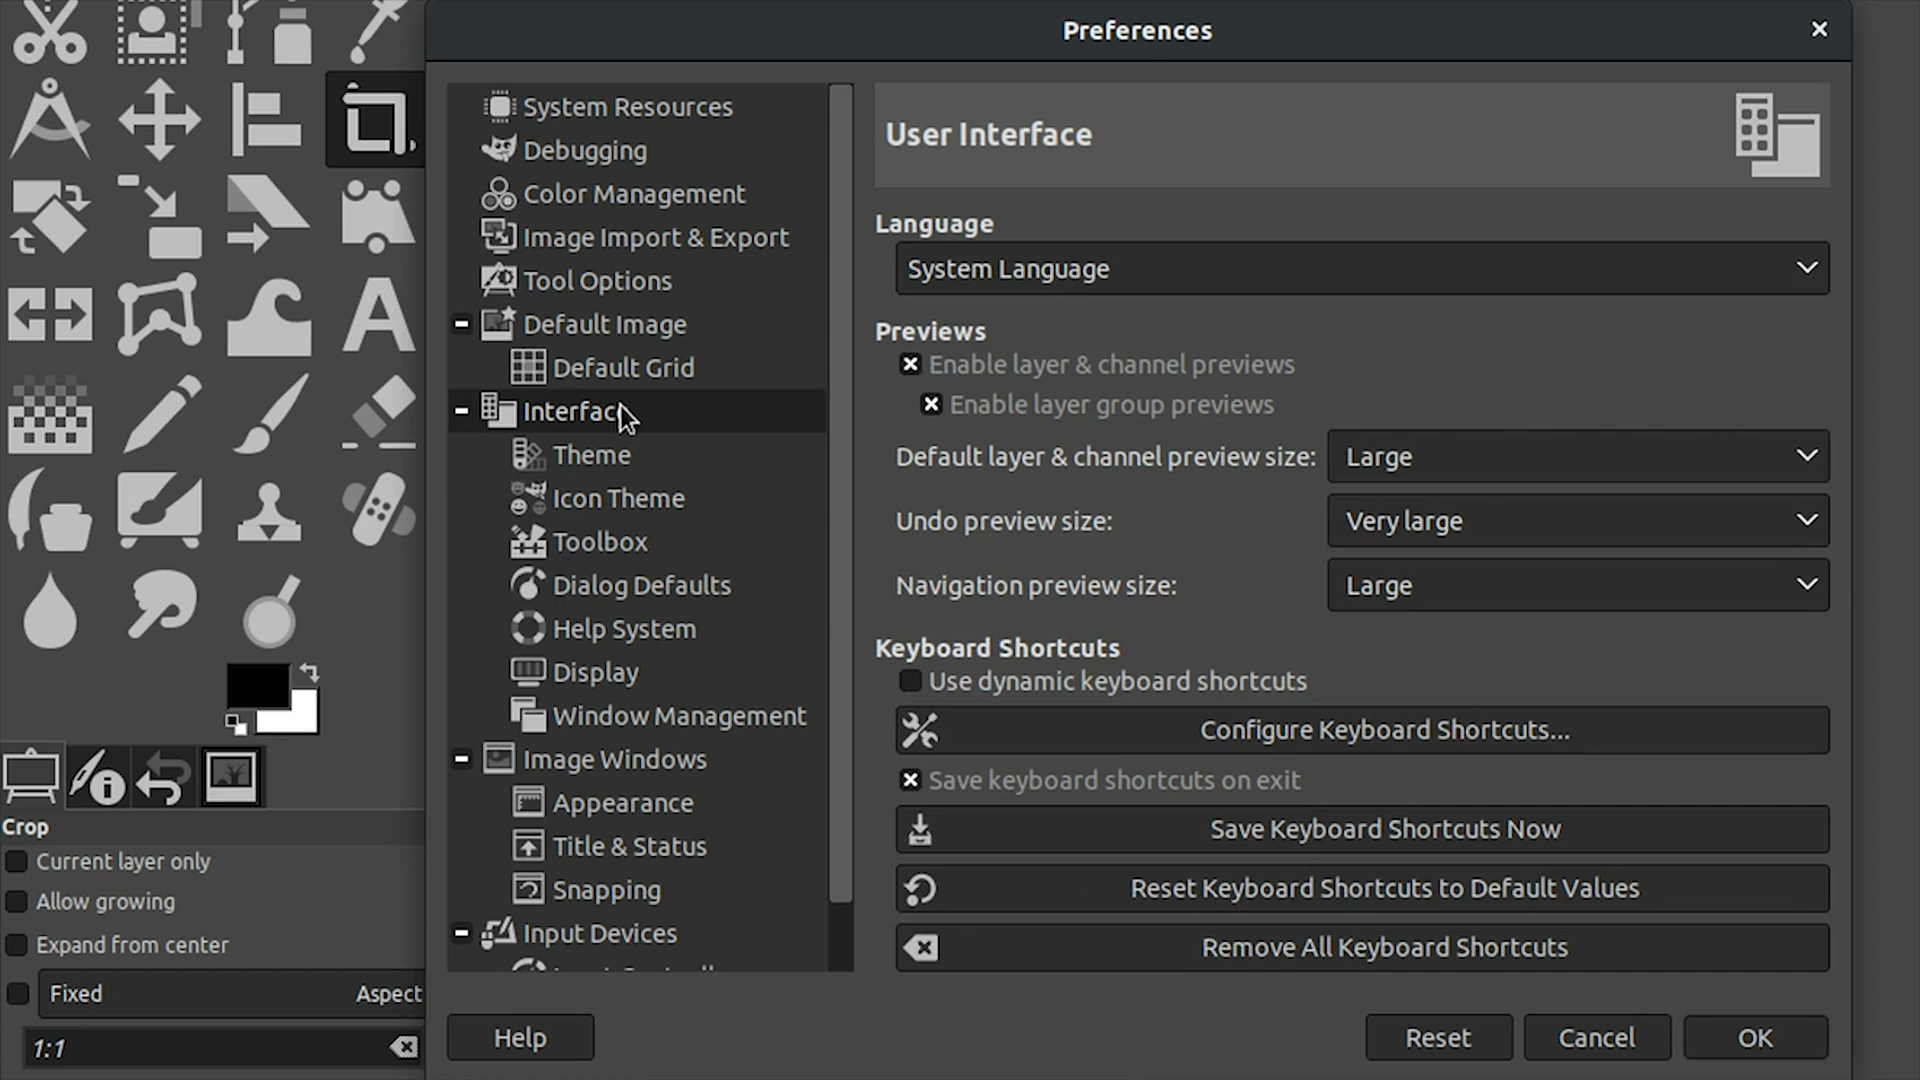 Preferences
System Resources
Debugging
Color Management
Image Import & Export
Tool Options
Default Image
Default Grid
Interface
Theme
Icon Theme
Toolbox
Dialog Defaults
Help System
Display
Window Management
Image Windows
Appearance
Title & Status
Snapping
Input Devices
User Interface
Language
System Language
Previews
Enable layer & channel previews
Enable layer group previews
Default layer & channel preview size: Large
Undo preview size: Very large
Navigation preview size: Large
Keyboard Shortcuts
Use dynamic keyboard shortcuts
Configure Keyboard Shortcuts...
Save keyboard shortcuts on exit
Save Keyboard Shortcuts Now
Reset Keyboard Shortcuts to Default Values
Remove All Keyboard Shortcuts
Help
Reset
Cancel
OK
Crop
Current layer only
Allow growing
Expand from center
Fixed Aspect
1:1